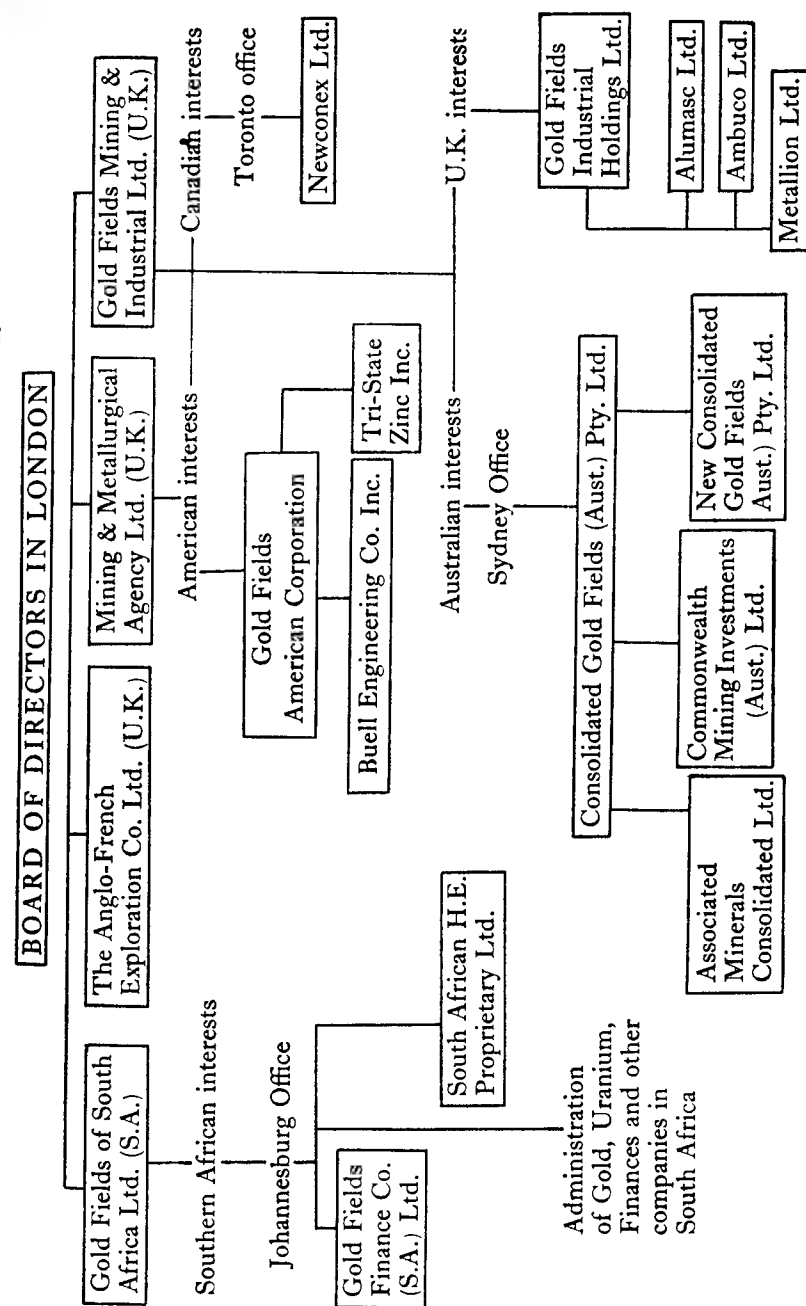 BOARD OF DIRECTORS IN LONDON
Gold Fields of South
Africa Ltd. (S.A.)
The Anglo-French
Exploration Co. Ltd. (U.K.)
Mining & Metallurgical
Agency Ltd. (U.K.)
Gold Fields Mining &
Industrial Ltd. (U.K.)
Southern African interests
Johannesburg Office
Gold Fields
Finance Co.
(S.A.) Ltd.
South African H.E.
Proprietary Ltd.
Administration
of Gold, Uranium,
Finances and other
companies in
South Africa
American interests
Canadian interests
Toronto office
Newconex Ltd.
Gold Fields
American Corporation
Buell Engineering Co. Inc.
Tri-State
Zinc Inc.
Australian interests
Sydney Office
U.K. interests
Consolidated Gold Fields (Aust.) Pty. Ltd.
Associated
Minerals
Consolidated Ltd.
Commonwealth
Mining Investments
(Aust.) Ltd.
New Consolidated
Gold Fields
Aust.) Pty. Ltd.
Gold Fields
Industrial
Holdings Ltd.
Alumasc Ltd.
Ambuco Ltd.
Metallion Ltd.